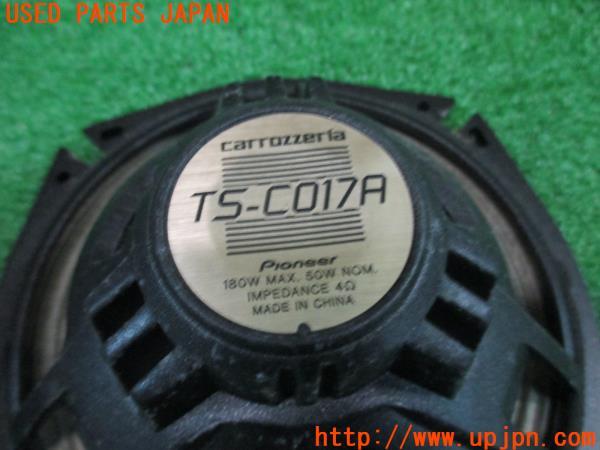 USED PARTS JAPAN
carrozzeria
TS-C017A
Pioneer
180W MAX. 50W NOM.
IMPEDANCE 4Ω
MADE IN CHINA
http://www.upjpn.com